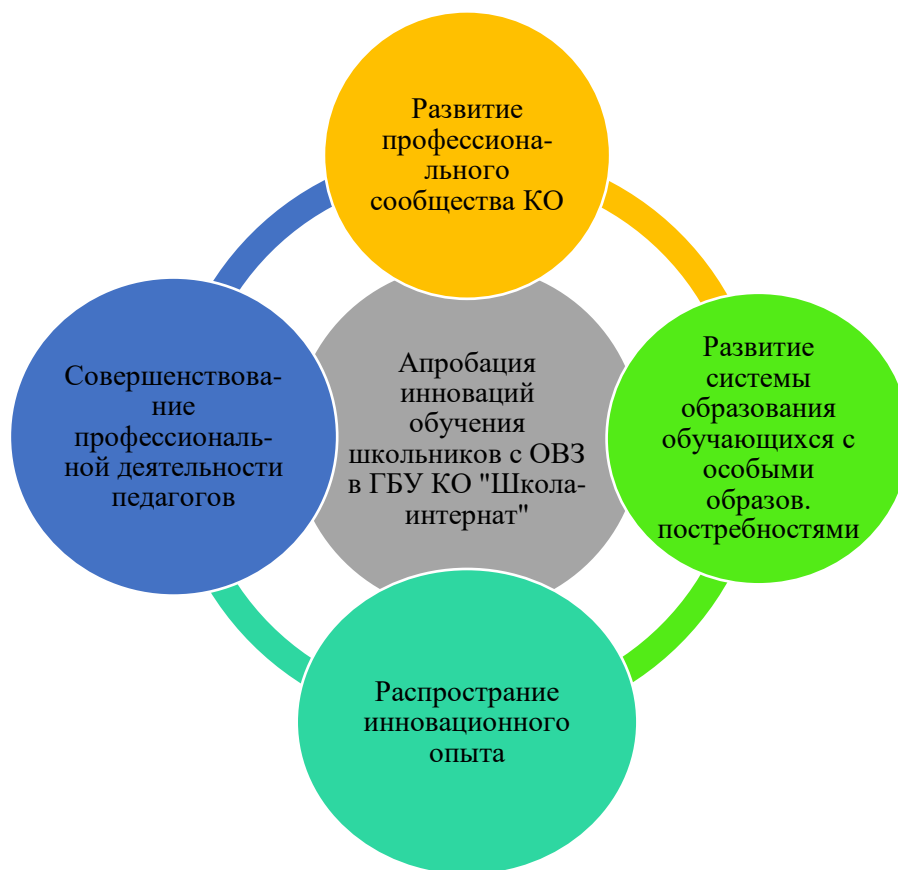 Развитие
профессиона-
льного
сообщества КО
Совершенствова-
ние
профессиональ-
ной деятельности
педагогов
Апробация
инноваций
обучения
школьников с ОВЗ
в ГБУ КО "Школа-
интернат"
Развитие
системы
образования
обучающихся с
особыми
образов.
постребностями
Распростране
инновационного
опыта